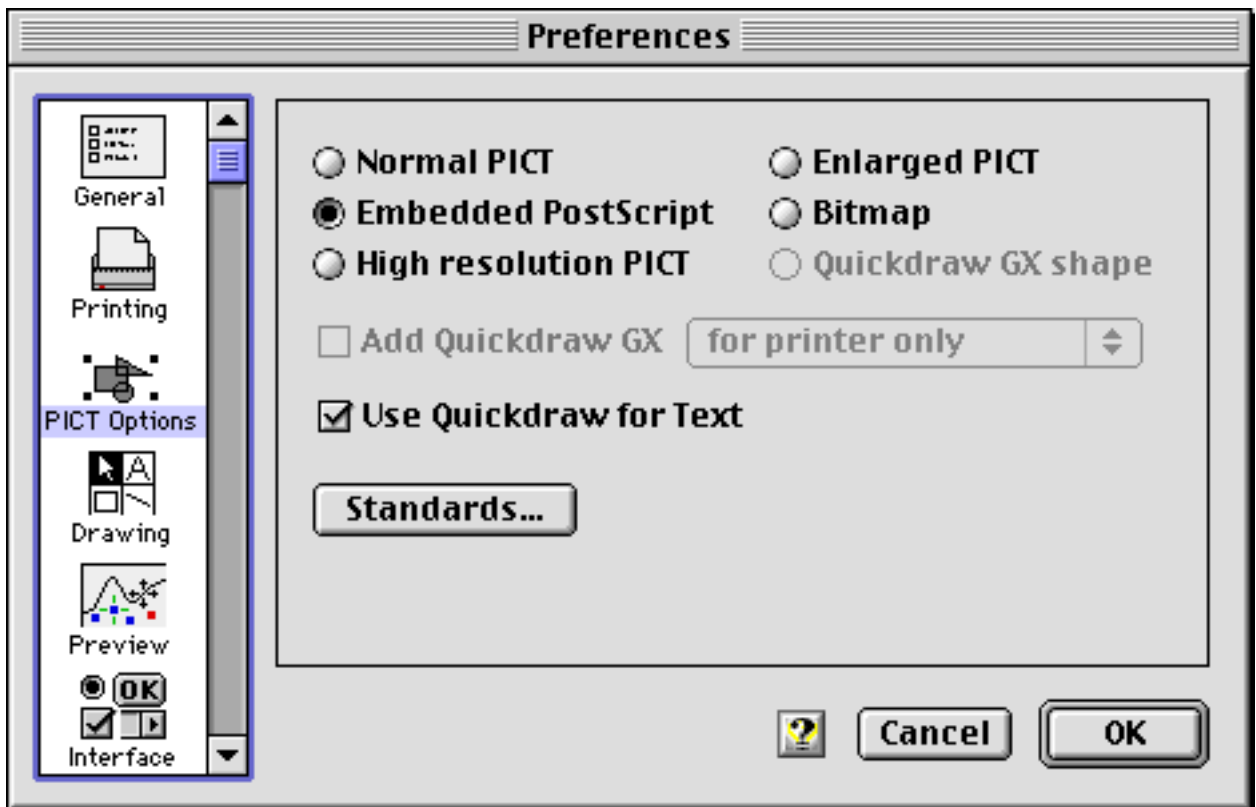 Preferences
General
Printing
PICT Options
Drawing
Preview
OK
Interface
Normal PICT
Enlarged PICT
Embedded PostScript
Bitmap
High resolution PICT
Quickdraw GX shape
Add Quickdraw GX
for printer only
Use Quickdraw for Text
Standards...
?
Cancel
OK